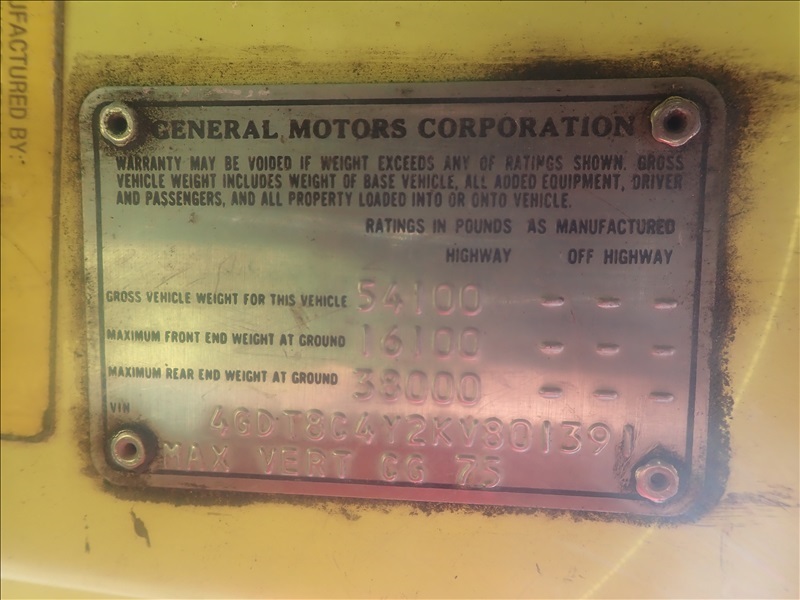 UFACTURED BY:
GENERAL MOTORS CORPORATION
WARRANTY MAY BE VOIDED IF WEIGHT EXCEEDS ANY OF RATINGS SHOWN. GROSS
VEHICLE WEIGHT INCLUDES WEIGHT OF BASE VEHICLE, ALL ADDED EQUIPMENT, DRIVER
AND PASSENGERS, AND ALL PROPERTY LOADED INTO OR ONTO VEHICLE.
RATINGS IN POUNDS AS MANUFACTURED
HIGHWAY OFF HIGHWAY
GROSS VEHICLE WEIGHT FOR THIS VEHICLE 54100 - - -
MAXIMUM FRONT END WEIGHT AT GROUND 16100 - - -
MAXIMUM REAR END WEIGHT AT GROUND 38000 - - -
VIN 4GDT8C4Y2KV801391
MAX VERT CG 75